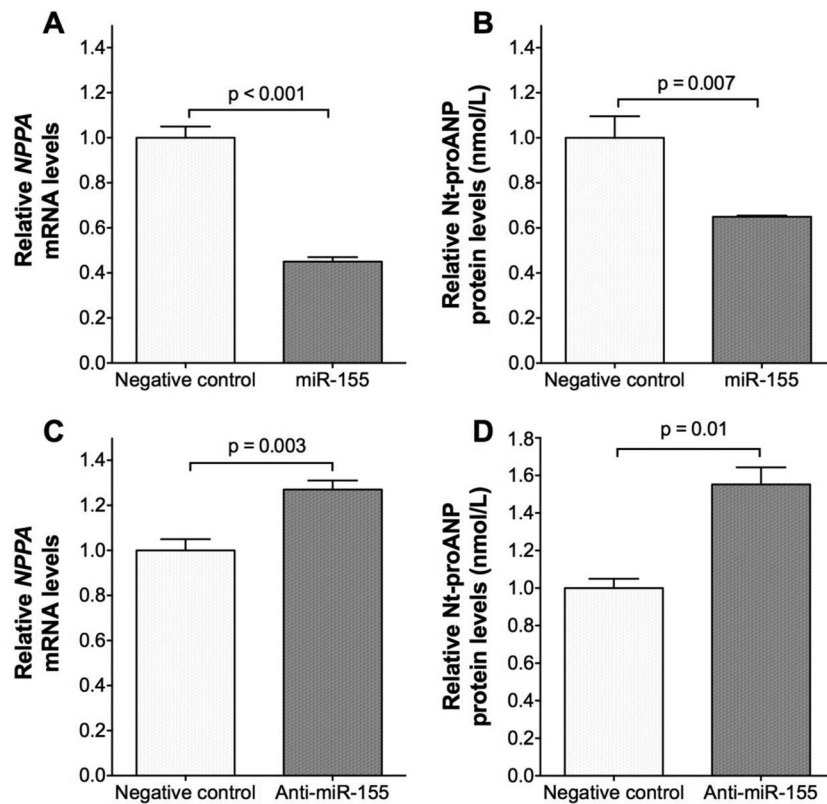 A
Relative NPPA
mRNA levels
1.4
1.2
1.0
0.8
0.6
0.4
0.2
0.0
p < 0.001
Negative control
miR-155
B
Relative Nt-proANP
protein levels (nmol/L)
1.4
1.2
1.0
0.8
0.6
0.4
0.2
0.0
p = 0.007
Negative control
miR-155
C
Relative NPPA
mRNA levels
1.4
1.2
1.0
0.8
0.6
0.4
0.2
0.0
p = 0.003
Negative control
Anti-miR-155
D
Relative Nt-proANP
protein levels (nmol/L)
1.8
1.6
1.4
1.2
1.0
0.8
0.6
0.4
0.2
0.0
p = 0.01
Negative control
Anti-miR-155